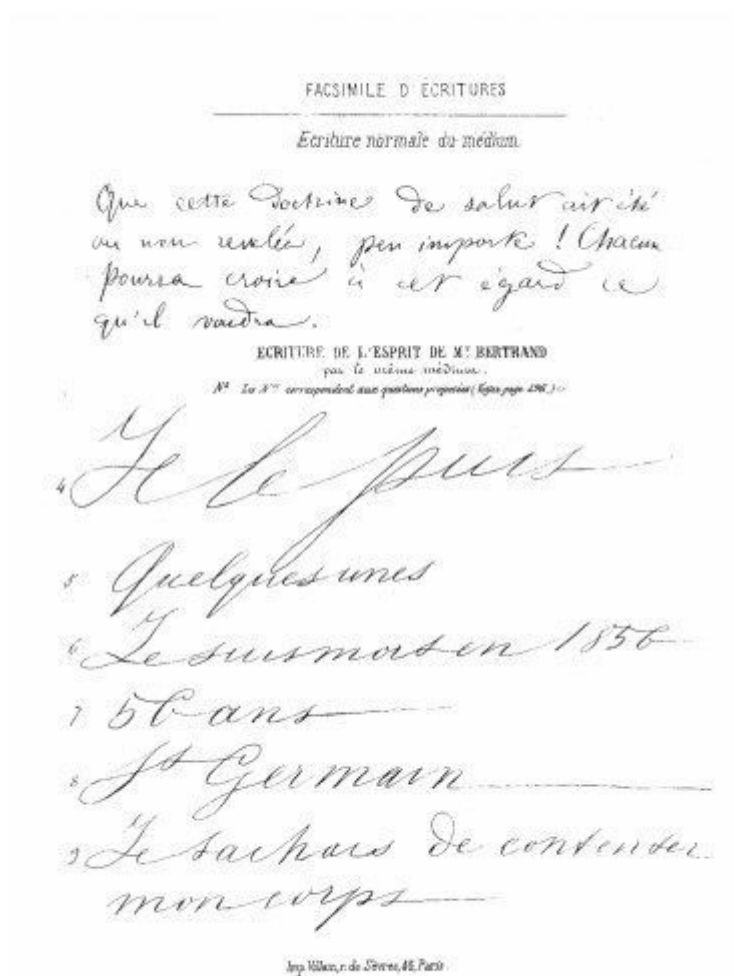 FACSIMILE D ECRITURES
Ecriture normale du médium
Que cette Doctrine De salut ait été
ou non revelée, peu importe ! Chacun
pourra croire à cet égard ce
qu'il voudra.
ECRITURE DE L'ESPRIT DE Mr BERTRAND
par le même médium.
Na Les Nos correspondent aux questions proposées (Voyez page)
4 Je le puis
5 Quelques unes
6 Je suis mort en 1856
7 56 ans
8 St Germain
9 Je tachais De contenter
mon corps
Imp. Villain, r. de Sèvres, 45, Paris